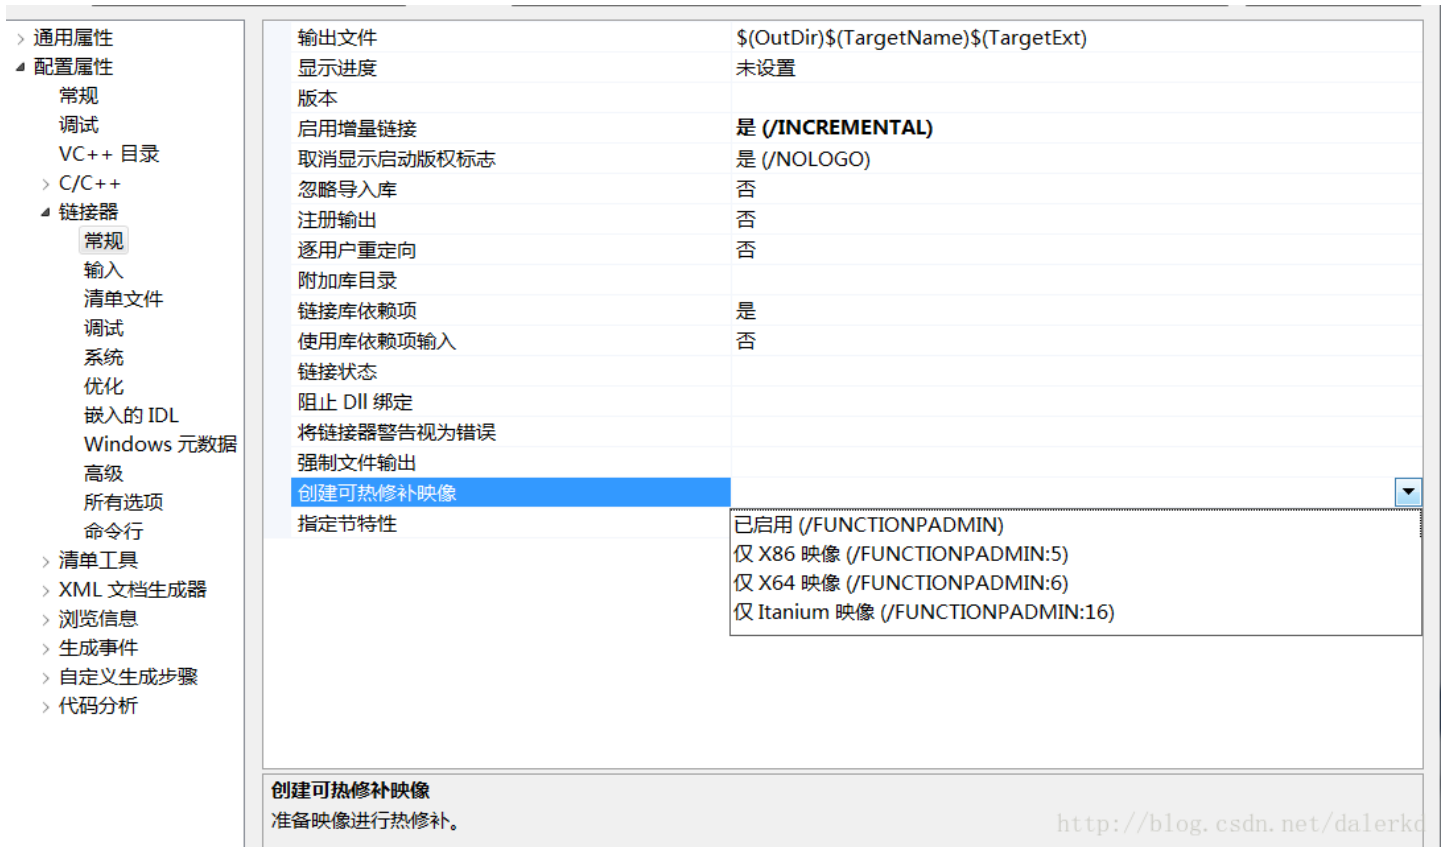 通用属性
配置属性
常规
调试
VC++ 目录
C/C++
链接器
常规
输入
清单文件
调试
系统
优化
嵌入的 IDL
Windows 元数据
高级
所有选项
命令行
清单工具
XML 文档生成器
浏览信息
生成事件
自定义生成步骤
代码分析
输出文件 $(OutDir)$(TargetName)$(TargetExt)
显示进度 未设置
版本
启用增量链接 是 (/INCREMENTAL)
取消显示启动版权标志 是 (/NOLOGO)
忽略导入库 否
注册输出 否
逐用户重定向 否
附加库目录
链接库依赖项 是
使用库依赖项输入 否
链接状态
阻止 Dll 绑定
将链接器警告视为错误
强制文件输出
创建可热修补映像
指定节特性
已启用 (/FUNCTIONPADMIN)
仅 X86 映像 (/FUNCTIONPADMIN:5)
仅 X64 映像 (/FUNCTIONPADMIN:6)
仅 Itanium 映像 (/FUNCTIONPADMIN:16)
创建可热修补映像
准备映像进行热修补。
http://blog.csdn.net/dalerkd